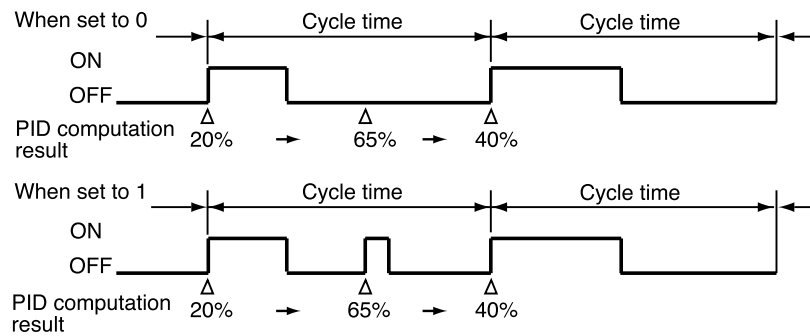 When set to 0
Cycle time
Cycle time
ON
OFF
PID computation
result
20%
65%
40%
When set to 1
Cycle time
Cycle time
ON
OFF
PID computation
result
20%
65%
40%